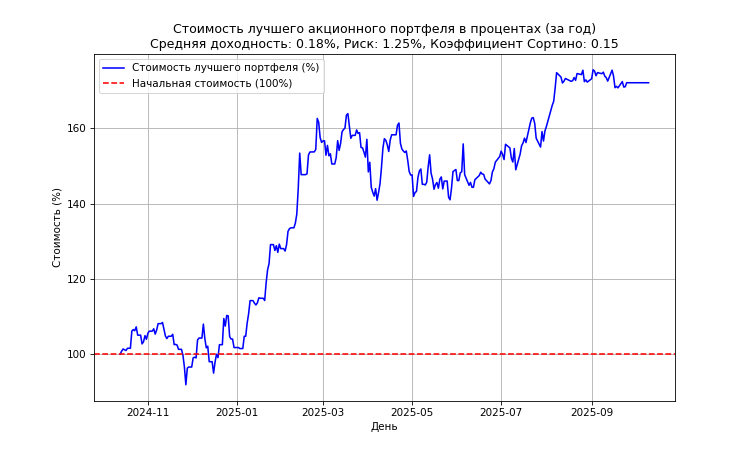 Стоимость лучшего акционного портфеля в процентах (за год)
Средняя доходность: 0.18%, Риск: 1.25%, Коэффициент Сортино: 0.15
Стоимость лучшего портфеля (%)
Начальная стоимость (100%)
Стоимость (%)
160
140
120
100
2024-11
2025-01
2025-03
2025-05
2025-07
2025-09
День